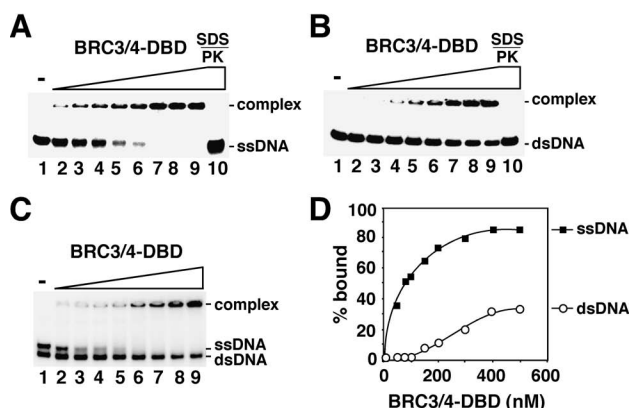 A
BRC3/4-DBD
SDS
PK
-
complex
ssDNA
1 2 3 4 5 6 7 8 9 10
B
BRC3/4-DBD
SDS
PK
-
complex
dsDNA
1 2 3 4 5 6 7 8 9 10
C
BRC3/4-DBD
-
complex
ssDNA
dsDNA
1 2 3 4 5 6 7 8 9
D
100
80
60
40
20
0
% bound
ssDNA
dsDNA
0 200 400 600
BRC3/4-DBD (nM)